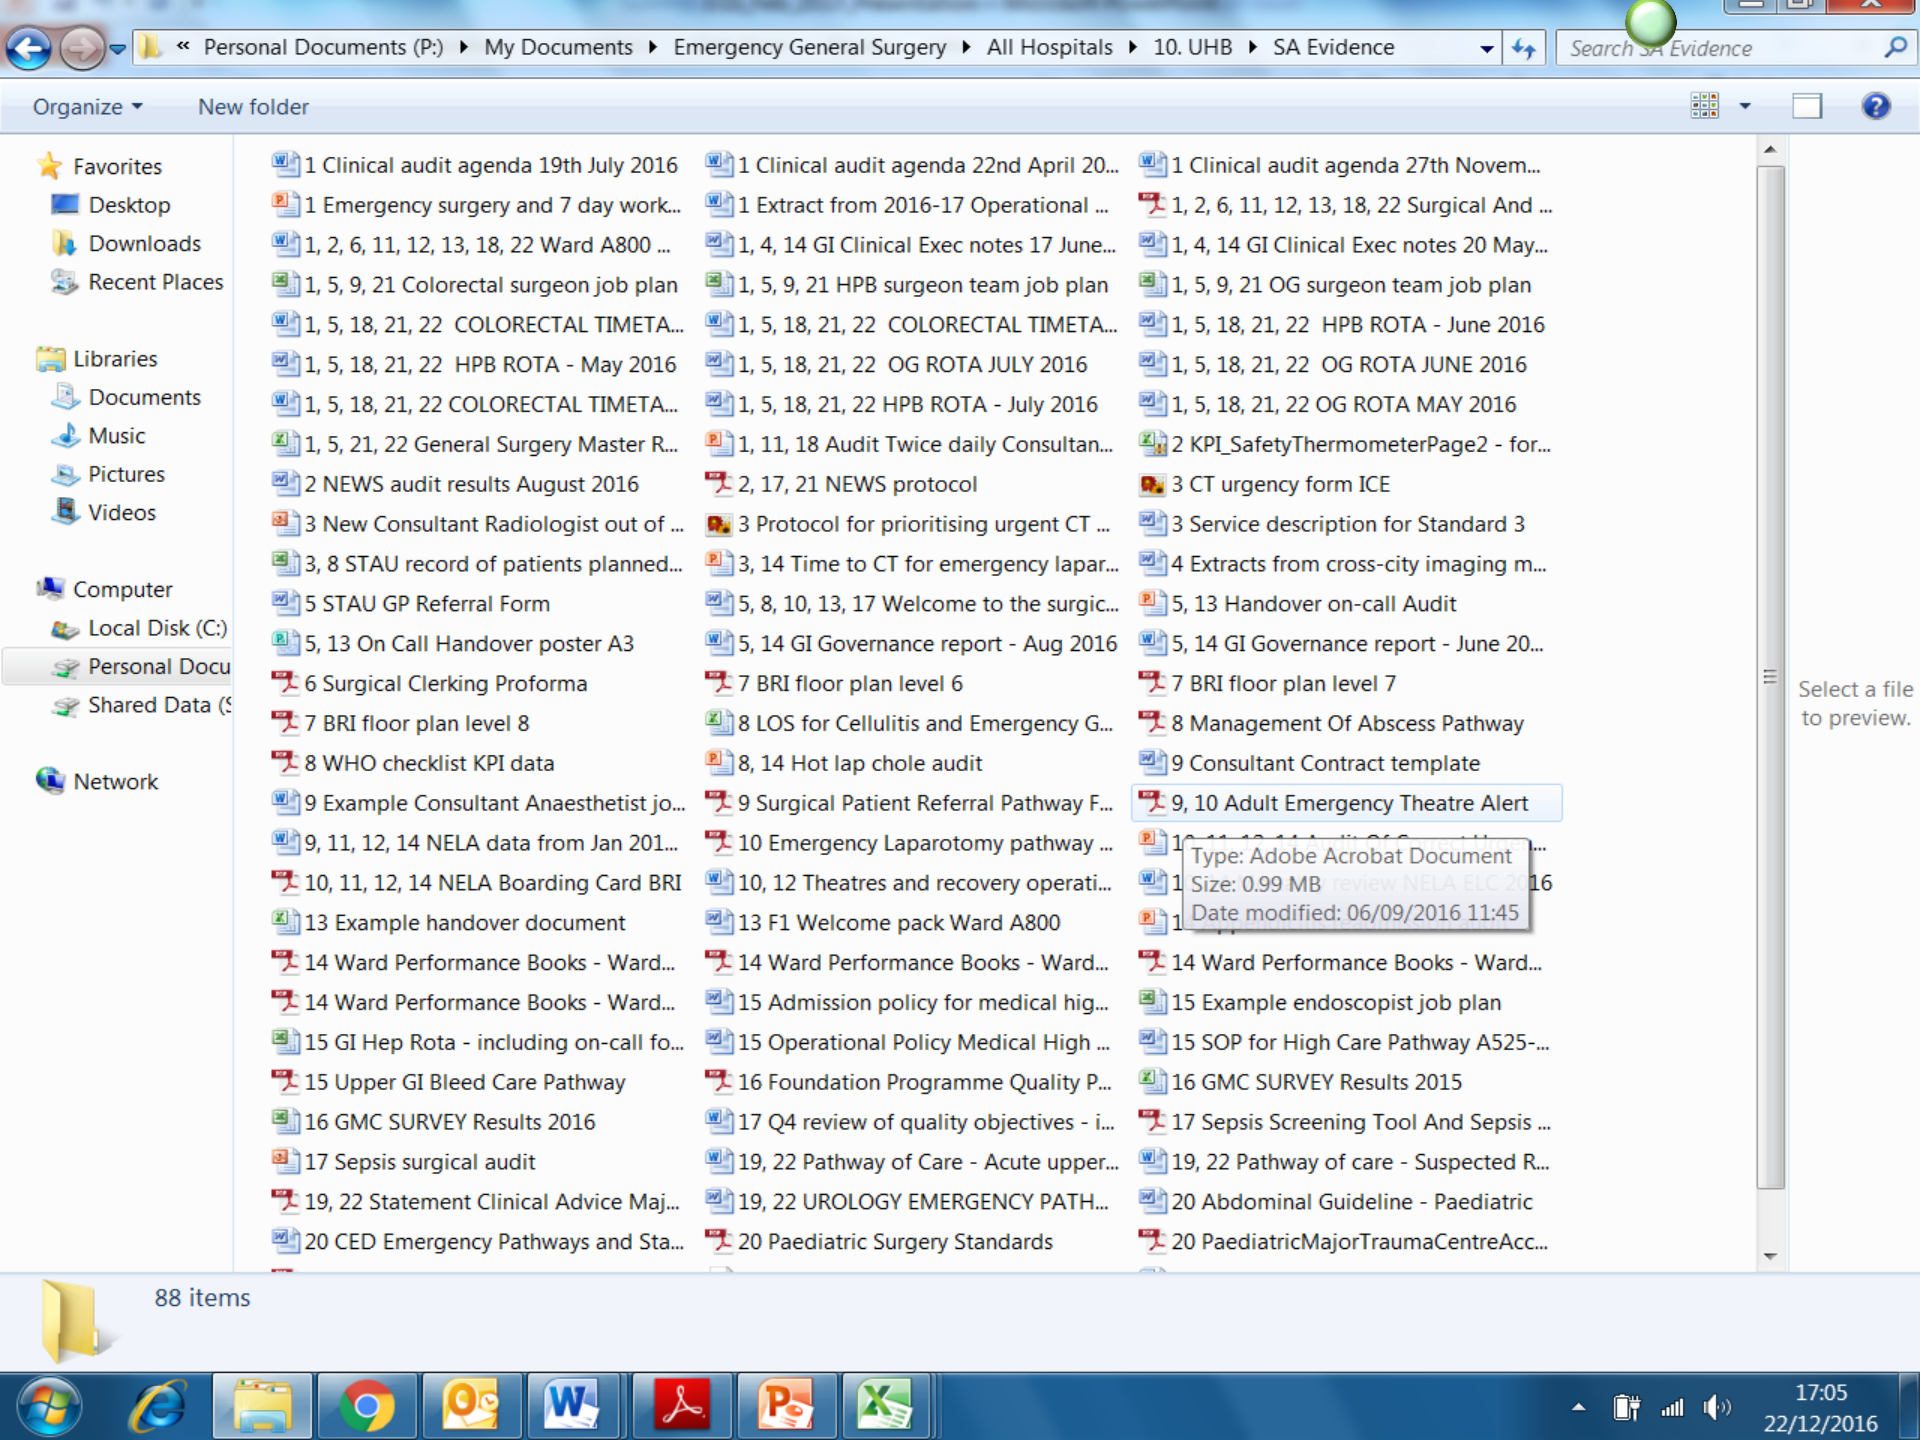 « Personal Documents (P:) ▸ My Documents ▸ Emergency General Surgery ▸ All Hospitals ▸ 10. UHB ▸ SA Evidence
Search SA Evidence
Organize
New folder
Favorites
Desktop
Downloads
Recent Places
Libraries
Documents
Music
Pictures
Videos
Computer
Local Disk (C:)
Personal Docu
Shared Data (S
Network
1 Clinical audit agenda 19th July 2016
1 Clinical audit agenda 22nd April 20...
1 Clinical audit agenda 27th Novem...
1 Emergency surgery and 7 day work...
1 Extract from 2016-17 Operational ...
1, 2, 6, 11, 12, 13, 18, 22 Surgical And ...
1, 2, 6, 11, 12, 13, 18, 22 Ward A800 ...
1, 4, 14 GI Clinical Exec notes 17 June...
1, 4, 14 GI Clinical Exec notes 20 May...
1, 5, 9, 21 Colorectal surgeon job plan
1, 5, 9, 21 HPB surgeon team job plan
1, 5, 9, 21 OG surgeon team job plan
1, 5, 18, 21, 22 COLORECTAL TIMETA...
1, 5, 18, 21, 22 COLORECTAL TIMETA...
1, 5, 18, 21, 22 HPB ROTA - June 2016
1, 5, 18, 21, 22 HPB ROTA - May 2016
1, 5, 18, 21, 22 OG ROTA JULY 2016
1, 5, 18, 21, 22 OG ROTA JUNE 2016
1, 5, 18, 21, 22 COLORECTAL TIMETA...
1, 5, 18, 21, 22 HPB ROTA - July 2016
1, 5, 18, 21, 22 OG ROTA MAY 2016
1, 5, 21, 22 General Surgery Master R...
1, 11, 18 Audit Twice daily Consultan...
2 KPI_SafetyThermometerPage2 - for...
2 NEWS audit results August 2016
2, 17, 21 NEWS protocol
3 CT urgency form ICE
3 New Consultant Radiologist out of ...
3 Protocol for prioritising urgent CT ...
3 Service description for Standard 3
3, 8 STAU record of patients planned...
3, 14 Time to CT for emergency lapar...
4 Extracts from cross-city imaging m...
5 STAU GP Referral Form
5, 8, 10, 13, 17 Welcome to the surgic...
5, 13 Handover on-call Audit
5, 13 On Call Handover poster A3
5, 14 GI Governance report - Aug 2016
5, 14 GI Governance report - June 20...
6 Surgical Clerking Proforma
7 BRI floor plan level 6
7 BRI floor plan level 7
7 BRI floor plan level 8
8 LOS for Cellulitis and Emergency G...
8 Management Of Abscess Pathway
8 WHO checklist KPI data
8, 14 Hot lap chole audit
9 Consultant Contract template
9 Example Consultant Anaesthetist jo...
9 Surgical Patient Referral Pathway F...
9, 10 Adult Emergency Theatre Alert
9, 11, 12, 14 NELA data from Jan 201...
10 Emergency Laparotomy pathway ...
10, 11, 12, 14 Audit Of Correct Urgen...
10, 11, 12, 14 NELA Boarding Card BRI
10, 12 Theatres and recovery operati...
review NELA ELC 2016
13 Example handover document
13 F1 Welcome pack Ward A800
Type: Adobe Acrobat Document
Size: 0.99 MB
Date modified: 06/09/2016 11:45
14 Ward Performance Books - Ward...
14 Ward Performance Books - Ward...
14 Ward Performance Books - Ward...
14 Ward Performance Books - Ward...
15 Admission policy for medical hig...
15 Example endoscopist job plan
15 GI Hep Rota - including on-call fo...
15 Operational Policy Medical High ...
15 SOP for High Care Pathway A525-...
15 Upper GI Bleed Care Pathway
16 Foundation Programme Quality P...
16 GMC SURVEY Results 2015
16 GMC SURVEY Results 2016
17 Q4 review of quality objectives - i...
17 Sepsis Screening Tool And Sepsis ...
17 Sepsis surgical audit
19, 22 Pathway of Care - Acute upper...
19, 22 Pathway of care - Suspected R...
19, 22 Statement Clinical Advice Maj...
19, 22 UROLOGY EMERGENCY PATH...
20 Abdominal Guideline - Paediatric
20 CED Emergency Pathways and Sta...
20 Paediatric Surgery Standards
20 PaediatricMajorTraumaCentreAcc...
Select a file
to preview.
88 items
17:05
22/12/2016